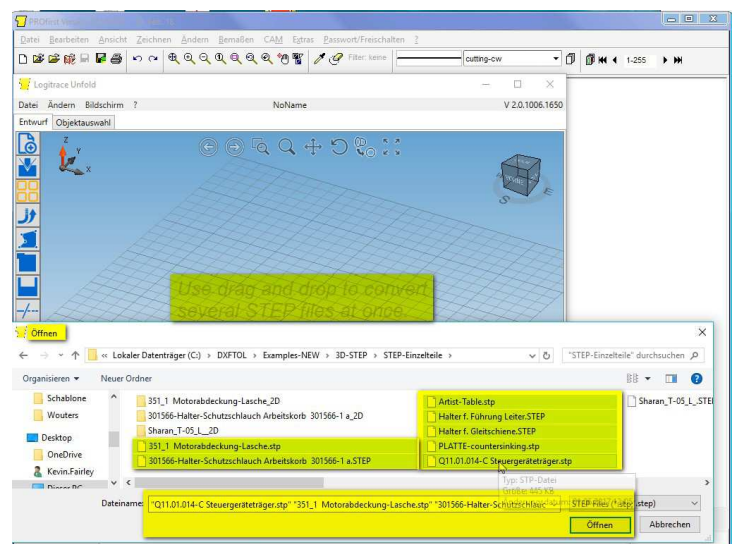 PROfirst
Datei Bearbeiten Ansicht Zeichnen Ändern Bemaßen CAM Extras Passwort/Freischalten ?
Filter: keine cutting-cw 1-255
Logitrace Unfold
Datei Ändern Bildschirm ? NoName V 2.0.1006.1650
Entwurf Objektauswahl
Z
Y
X
S
E
Use drag and drop to convert
several STEP files at once.
Öffnen
« Lokaler Datenträger (C:) › DXFTOL › Examples-NEW › 3D-STEP › STEP-Einzelteile › "STEP-Einzelteile" durchsuchen
Organisieren Neuer Ordner
Schablone
Wouters
Desktop
OneDrive
Kevin.Fairley
Dieser PC
351_1 Motorabdeckung-Lasche_2D
301566-Halter-Schutzschlauch Arbeitskorb 301566-1 a_2D
Sharan_T-05_L__2D
351_1 Motorabdeckung-Lasche.stp
301566-Halter-Schutzschlauch Arbeitskorb 301566-1 a.STEP
Artist-Table.stp
Halter f. Führung Leiter.STEP
Halter f. Gleitschiene.STEP
PLATTE-countersinking.stp
Q11.01.014-C Steuergeräteträger.stp
Sharan_T-05_L_.STE
Typ: STP-Datei
Größe: 445 KB
Dateiname: "Q11.01.014-C Steuergeräteträger.stp" "351_1 Motorabdeckung-Lasche.stp" "301566-Halter-Schutzschlauc
STEP Files (*.stp *.step)
Öffnen Abbrechen